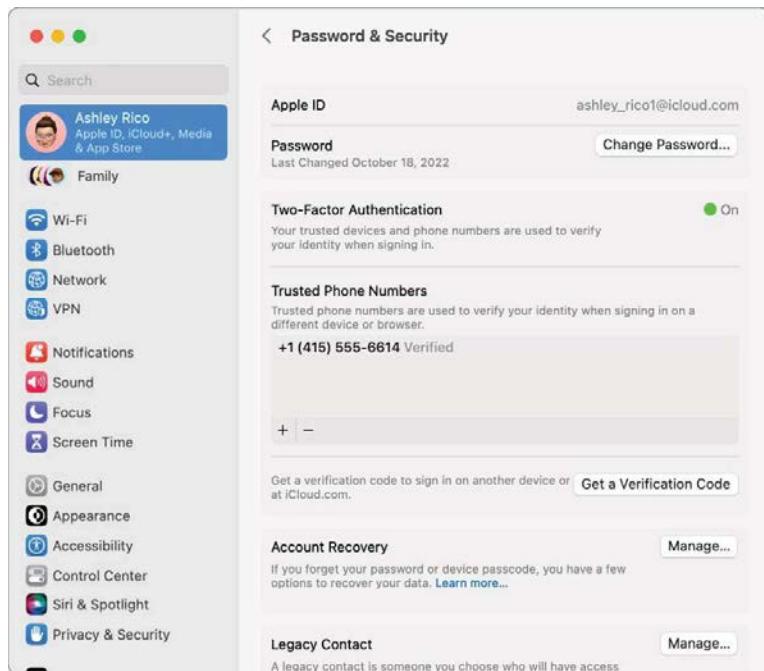 Password & Security
Search
Ashley Rico
Apple ID, iCloud+, Media
& App Store
Family
Wi-Fi
Bluetooth
Network
VPN
Notifications
Sound
Focus
Screen Time
General
Appearance
Accessibility
Control Center
Siri & Spotlight
Privacy & Security
Apple ID
ashley_rico1@icloud.com
Password
Last Changed October 18, 2022
Change Password...
Two-Factor Authentication
On
Your trusted devices and phone numbers are used to verify
your identity when signing in.
Trusted Phone Numbers
Trusted phone numbers are used to verify your identity when signing in on a
different device or browser.
+1 (415) 555-6614 Verified
+ −
Get a verification code to sign in on another device or
at iCloud.com.
Get a Verification Code
Account Recovery
Manage...
If you forget your password or device passcode, you have a few
options to recover your data. Learn more...
Legacy Contact
Manage...
A legacy contact is someone you choose who will have access